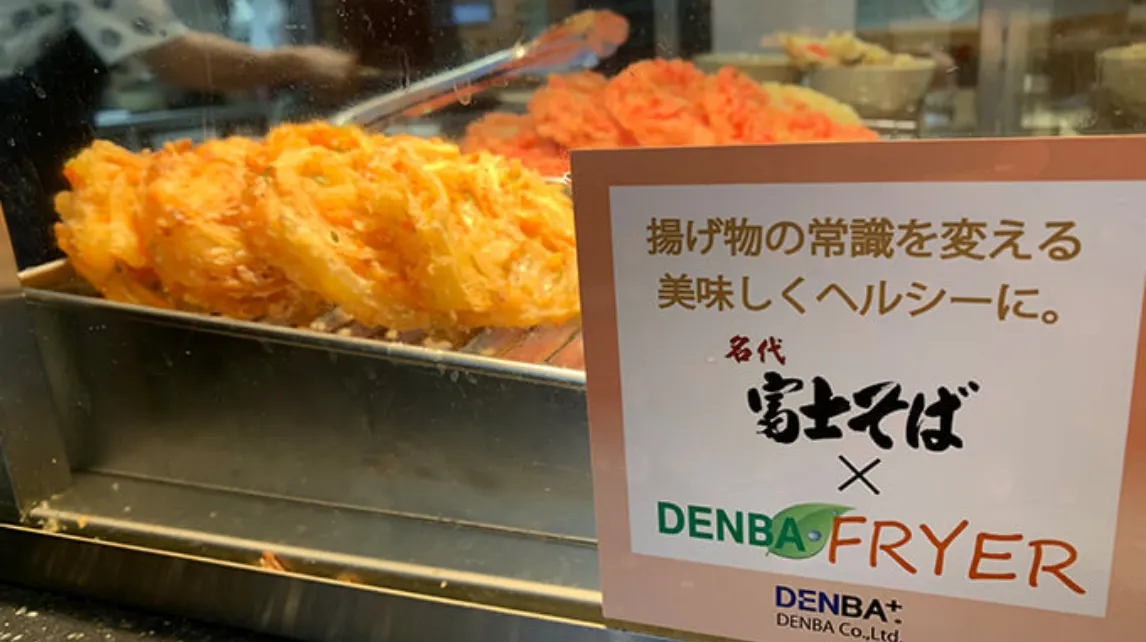 揚げ物の常識を変える
美味しくヘルシーに。
名代
富士そば
×
DENBA FRYER
DENBA+
DENBA Co.,Ltd.